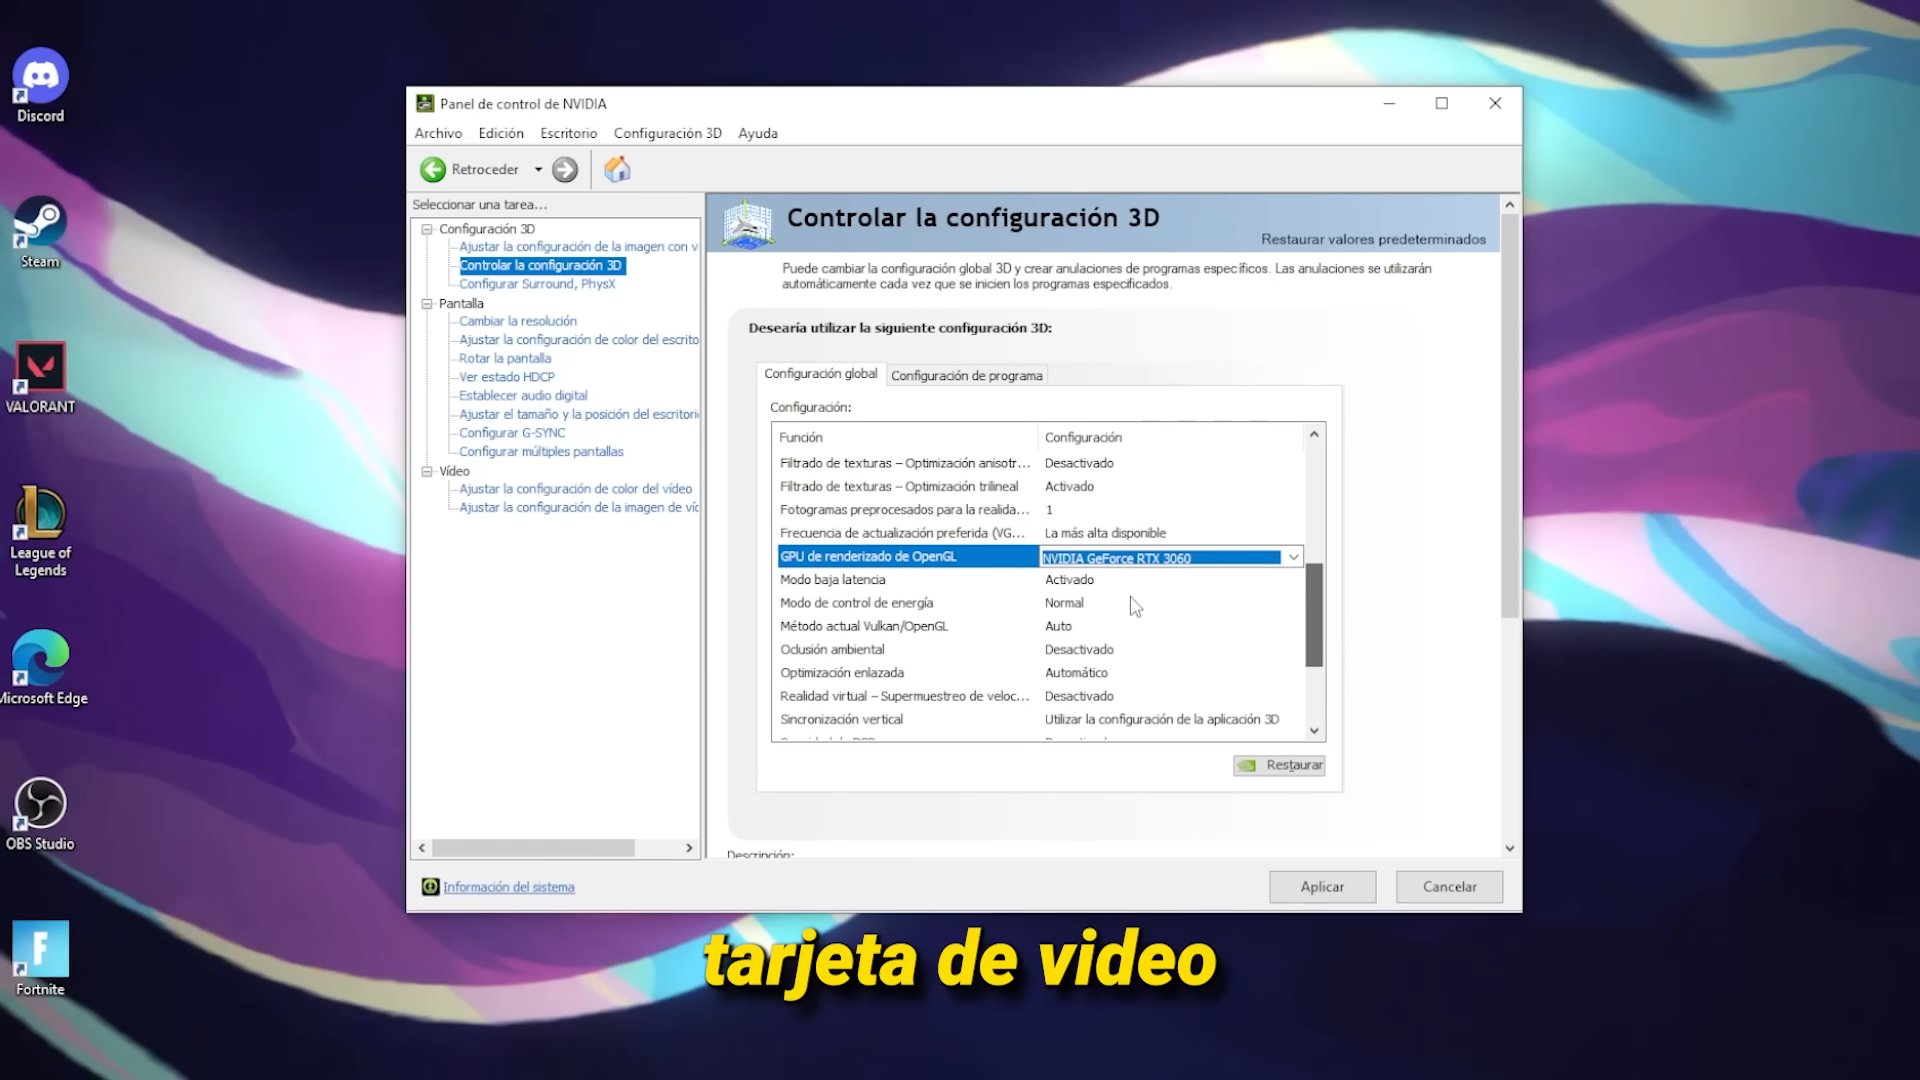 Discord
Steam
VALORANT
League of
Legends
Microsoft Edge
OBS Studio
Fortnite
Panel de control de NVIDIA
Archivo Edición Escritorio Configuración 3D Ayuda
Retroceder
Seleccionar una tarea...
Configuración 3D
Ajustar la configuración de la imagen con v
Controlar la configuración 3D
Configurar Surround, PhysX
Pantalla
Cambiar la resolución
Ajustar la configuración de color del escrito
Rotar la pantalla
Ver estado HDCP
Establecer audio digital
Ajustar el tamaño y la posición del escritori
Configurar G-SYNC
Configurar múltiples pantallas
Vídeo
Ajustar la configuración de color del vídeo
Ajustar la configuración de la imagen de víd
Información del sistema
Controlar la configuración 3D
Restaurar valores predeterminados
Puede cambiar la configuración global 3D y crear anulaciones de programas específicos. Las anulaciones se utilizarán
automáticamente cada vez que se inicien los programas especificados.
Desearía utilizar la siguiente configuración 3D:
Configuración global Configuración de programa
Configuración:
Función Configuración
Filtrado de texturas – Optimización anisotr... Desactivado
Filtrado de texturas – Optimización trilineal Activado
Fotogramas preprocesados para la realida... 1
Frecuencia de actualización preferida (VG... La más alta disponible
GPU de renderizado de OpenGL NVIDIA GeForce RTX 3060
Modo baja latencia Activado
Modo de control de energía Normal
Método actual Vulkan/OpenGL Auto
Oclusión ambiental Desactivado
Optimización enlazada Automático
Realidad virtual – Supermuestreo de veloc... Desactivado
Sincronización vertical Utilizar la configuración de la aplicación 3D
Restaurar
Descripción:
Aplicar Cancelar
tarjeta de video